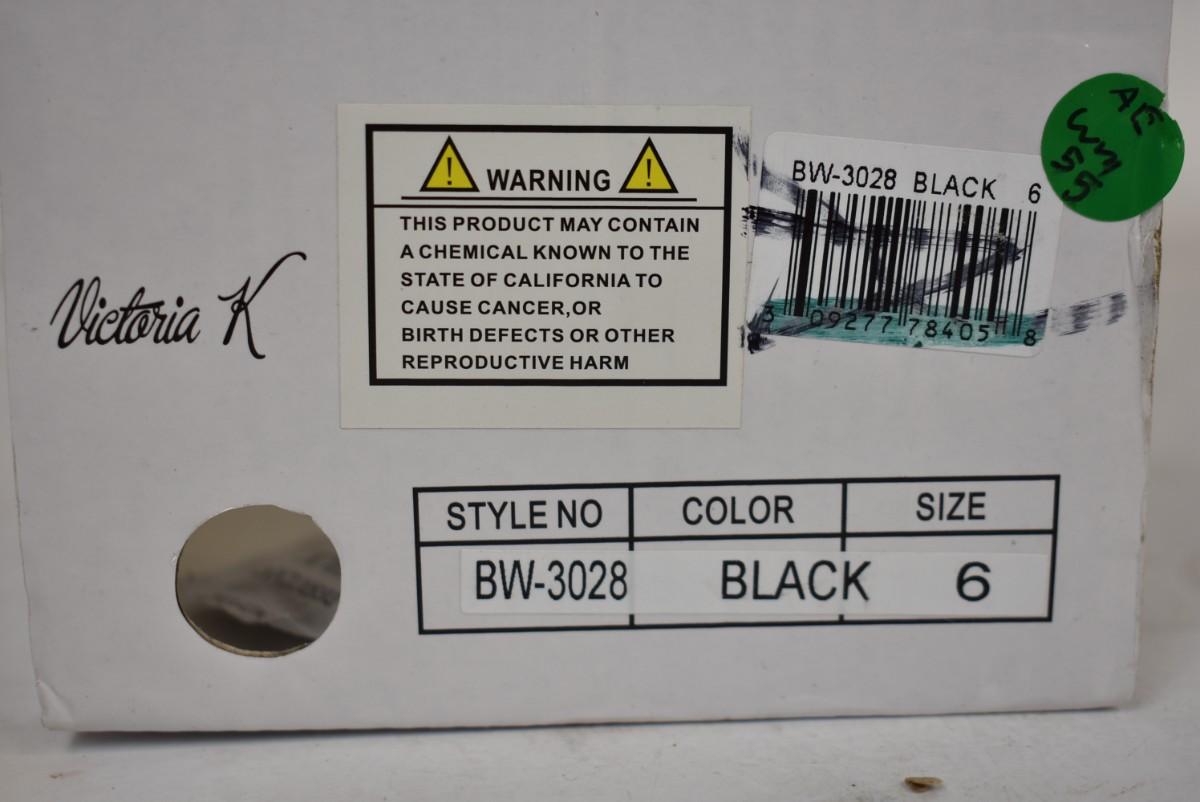 Victoria K
WARNING
THIS PRODUCT MAY CONTAIN
A CHEMICAL KNOWN TO THE
STATE OF CALIFORNIA TO
CAUSE CANCER,OR
BIRTH DEFECTS OR OTHER
REPRODUCTIVE HARM
BW-3028 BLACK 6
3 09277 78405 8
AE
WM
55
STYLE NO COLOR SIZE
BW-3028 BLACK 6